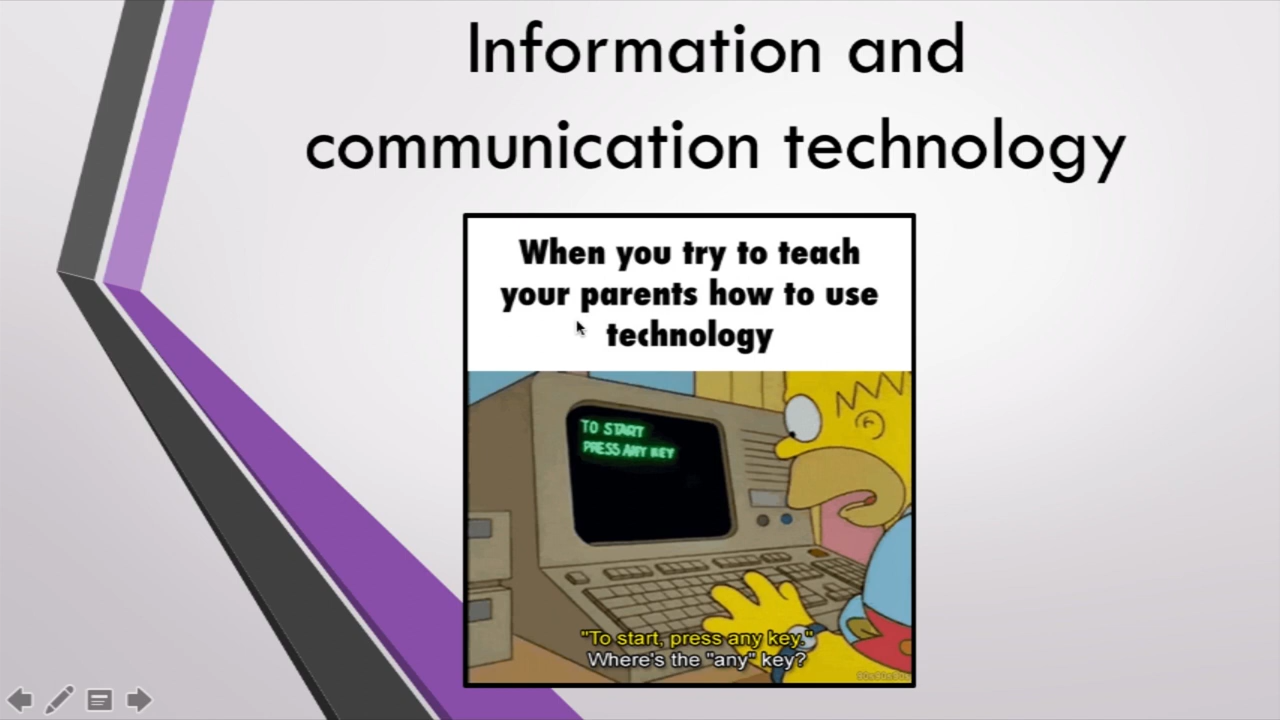 Information and
communication technology
When you try to teach
your parents how to use
technology
TO START
PRESS ANY KEY
"To start, press any key."
Where's the "any" key?